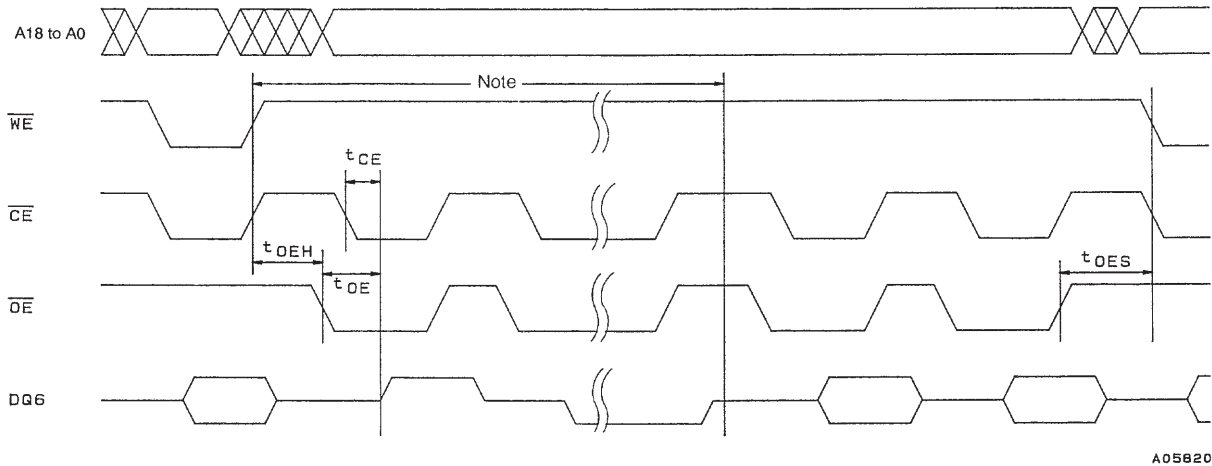 A18 to A0
Note
WE
tCE
CE
tOEH
tOE
tOES
OE
DQ6
A05820